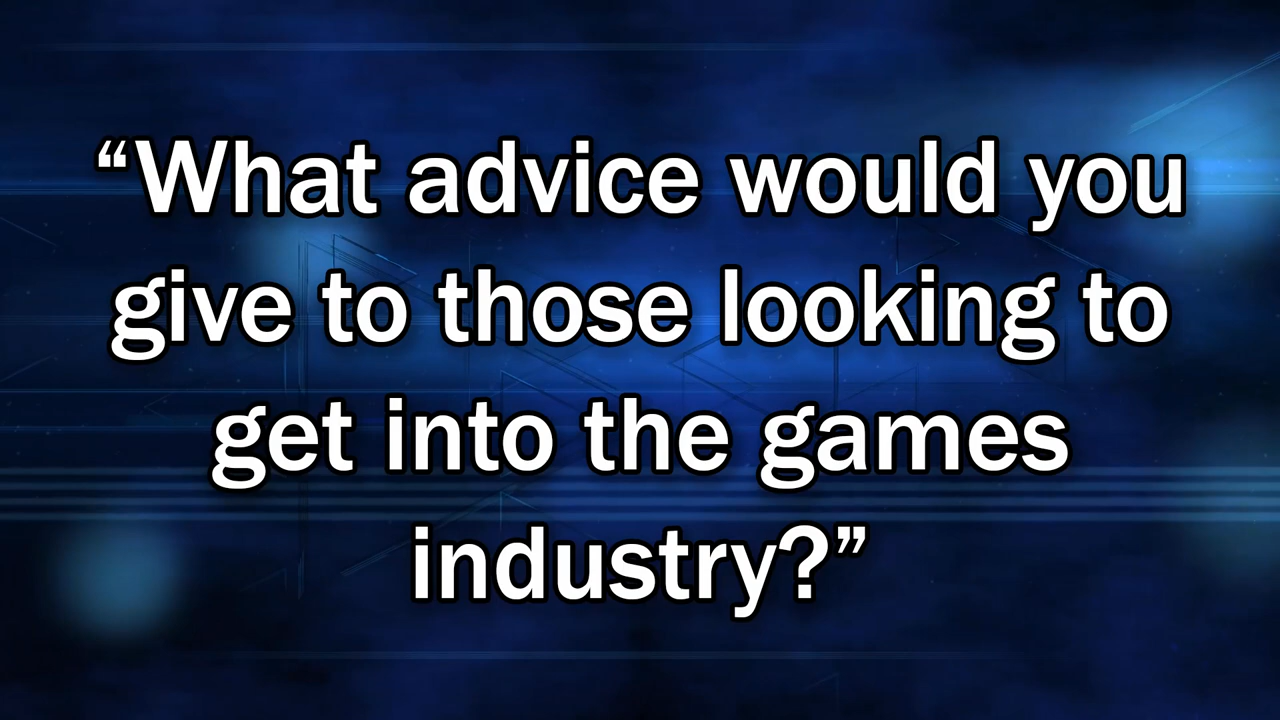 “What advice would you
give to those looking to
get into the games
industry?”